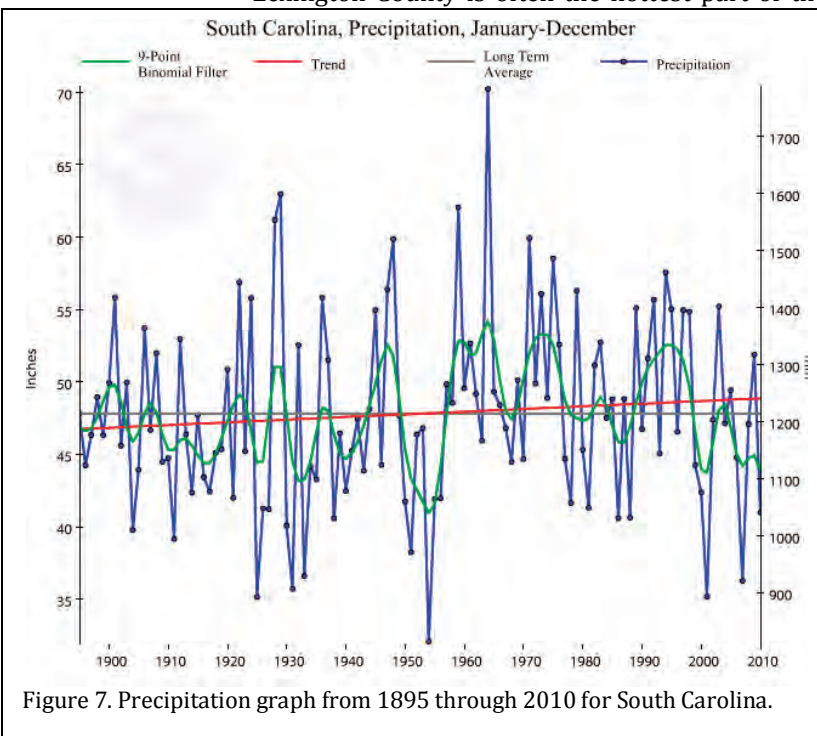 South Carolina, Precipitation, January-December
9-Point
Binomial Filter
Trend
Long Term
Average
Precipitation
70
65
60
55
50
45
40
35
Inches
1700
1600
1500
1400
1300
1200
1100
1000
900
1900 1910 1920 1930 1940 1950 1960 1970 1980 1990 2000 2010
Figure 7. Precipitation graph from 1895 through 2010 for South Carolina.